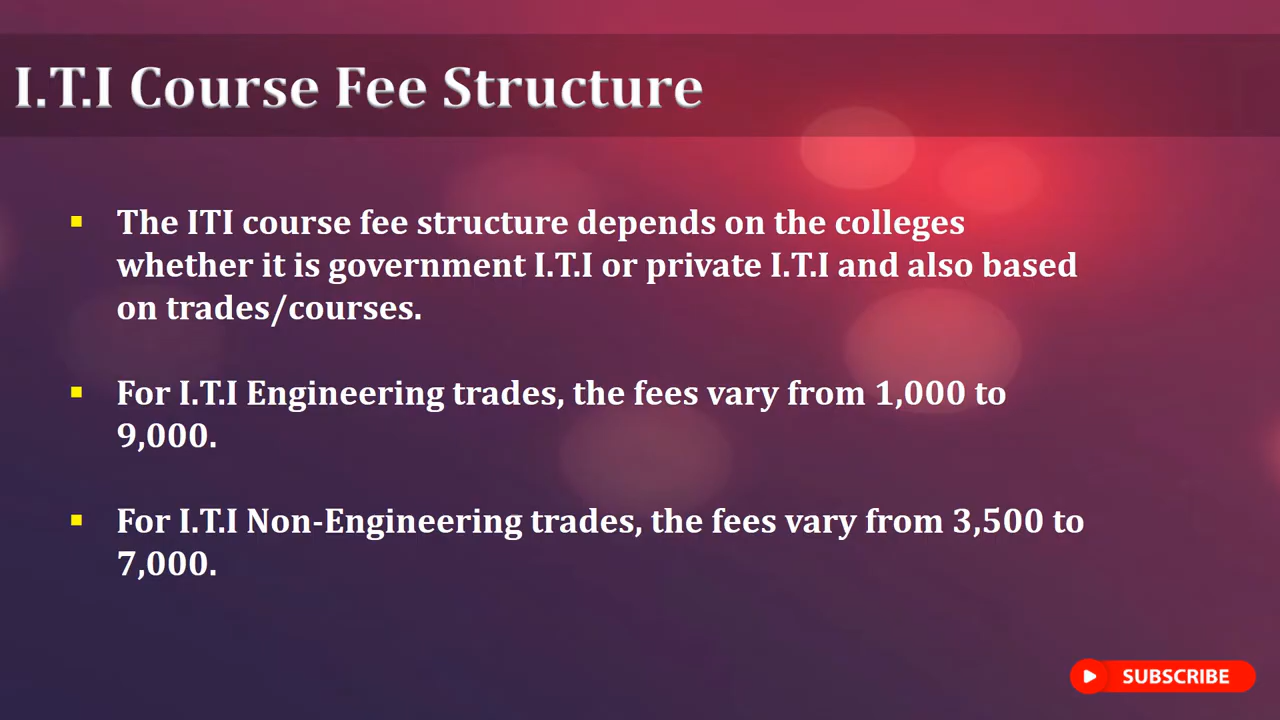 I.T.I Course Fee Structure
The ITI course fee structure depends on the colleges
whether it is government I.T.I or private I.T.I and also based
on trades/courses.
For I.T.I Engineering trades, the fees vary from 1,000 to
9,000.
For I.T.I Non-Engineering trades, the fees vary from 3,500 to
7,000.
SUBSCRIBE